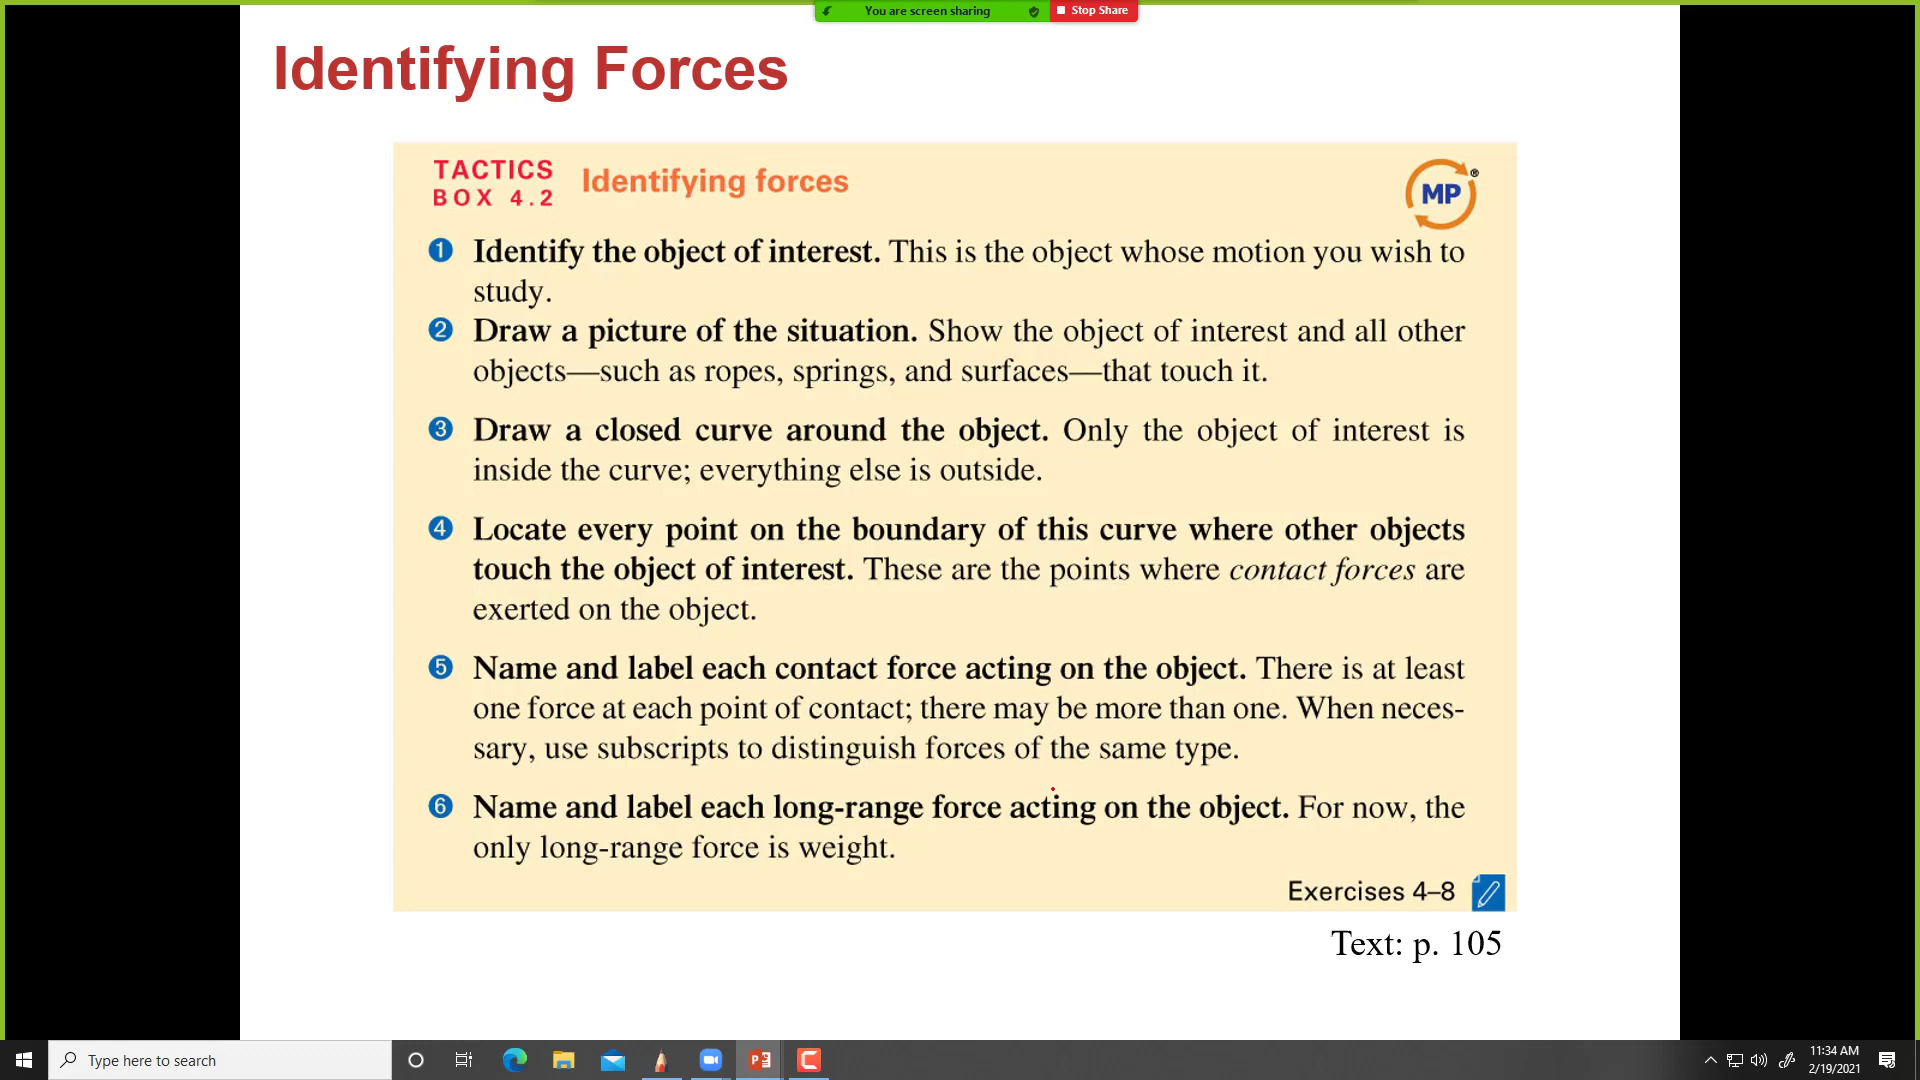 You are screen sharing
Stop Share
Identifying Forces
TACTICS
BOX 4.2
Identifying forces
MP
®
1 Identify the object of interest. This is the object whose motion you wish to
study.
2 Draw a picture of the situation. Show the object of interest and all other
objects—such as ropes, springs, and surfaces—that touch it.
3 Draw a closed curve around the object. Only the object of interest is
inside the curve; everything else is outside.
4 Locate every point on the boundary of this curve where other objects
touch the object of interest. These are the points where contact forces are
exerted on the object.
5 Name and label each contact force acting on the object. There is at least
one force at each point of contact; there may be more than one. When neces-
sary, use subscripts to distinguish forces of the same type.
6 Name and label each long-range force acting on the object. For now, the
only long-range force is weight.
Exercises 4–8
Text: p. 105
Type here to search
11:34 AM
2/19/2021